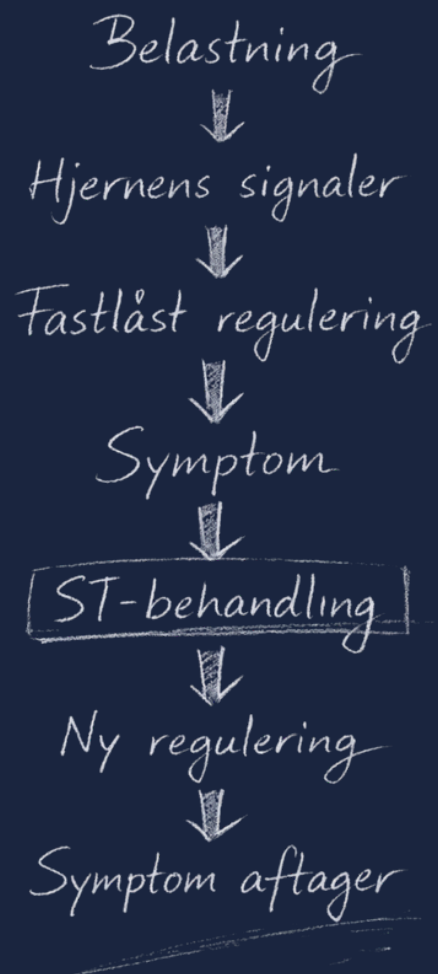 Belastning
Hjernens signaler
Fastlåst regulering
Symptom
ST-behandling
Ny regulering
Symptom aftager